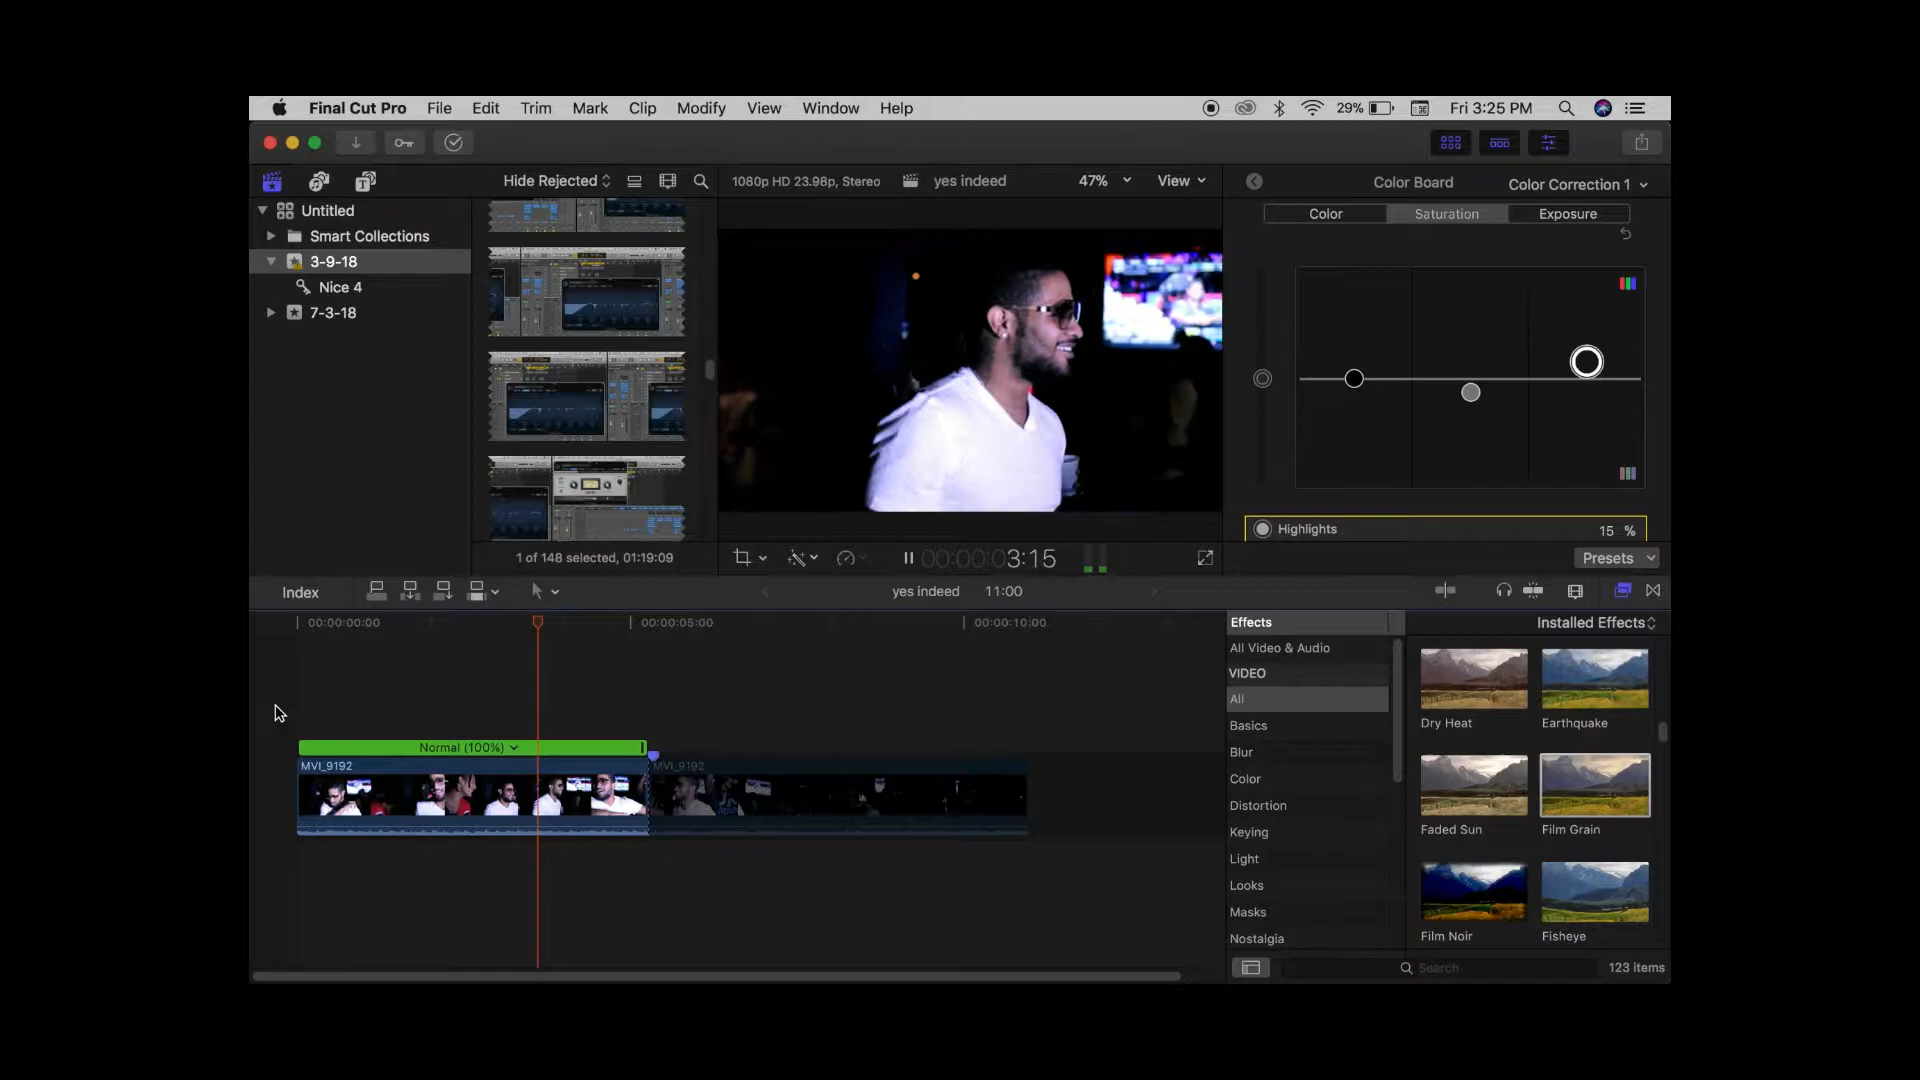 Final Cut Pro File Edit Trim Mark Clip Modify View Window Help 29% Fri 3:25 PM
Hide Rejected
1080p HD 23.98p, Stereo
yes indeed
47%
View
Color Board
Color Correction 1
Color Saturation Exposure
Untitled
Smart Collections
3-9-18
Nice 4
7-3-18
Highlights 15 %
1 of 148 selected, 01:19:09
00:00:00:03:15
Presets
Index
yes indeed 11:00
00:00:00:00 00:00:05:00 00:00:10:00
Normal (100%)
MVI_9192
MVI_9192
Effects
Installed Effects
All Video & Audio
VIDEO
All
Basics
Blur
Color
Distortion
Keying
Light
Looks
Masks
Nostalgia
Dry Heat
Earthquake
Faded Sun
Film Grain
Film Noir
Fisheye
Search
123 items